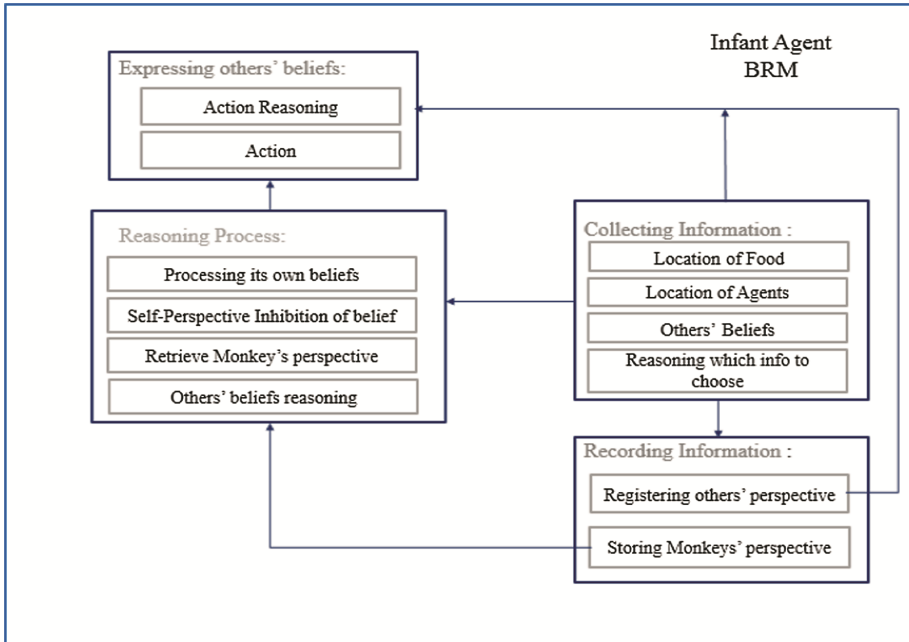 Infant Agent
BRM
Expressing others’ beliefs:
Action Reasoning
Action
Reasoning Process:
Processing its own beliefs
Self-Perspective Inhibition of belief
Retrieve Monkey’s perspective
Others’ beliefs reasoning
Collecting Information :
Location of Food
Location of Agents
Others’ Beliefs
Reasoning which info to
choose
Recording Information :
Registering others’ perspective
Storing Monkeys’ perspective